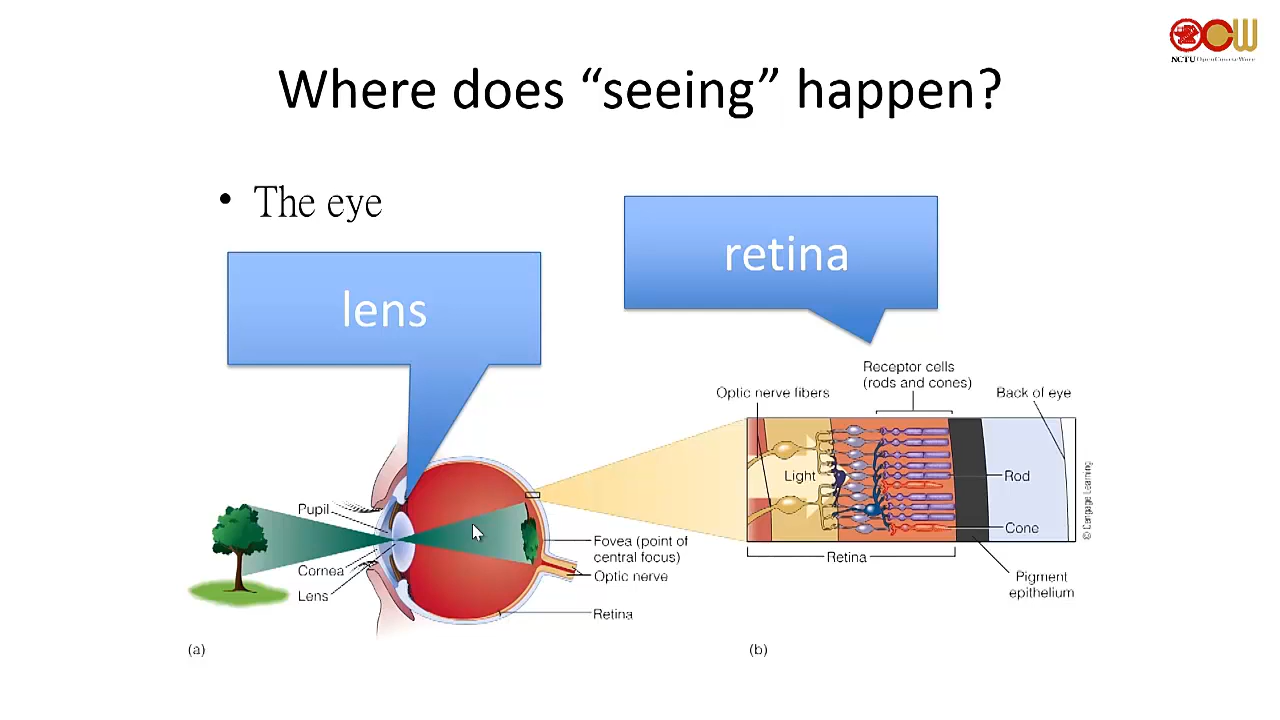 NCTU OpenCourseWare
Where does “seeing” happen?
• The eye
lens
retina
Receptor cells
(rods and cones)
Optic nerve fibers
Back of eye
Light
Rod
Cone
Retina
Pigment
epithelium
© Cengage Learning
Pupil
Cornea
Lens
Fovea (point of
central focus)
Optic nerve
Retina
(a)
(b)